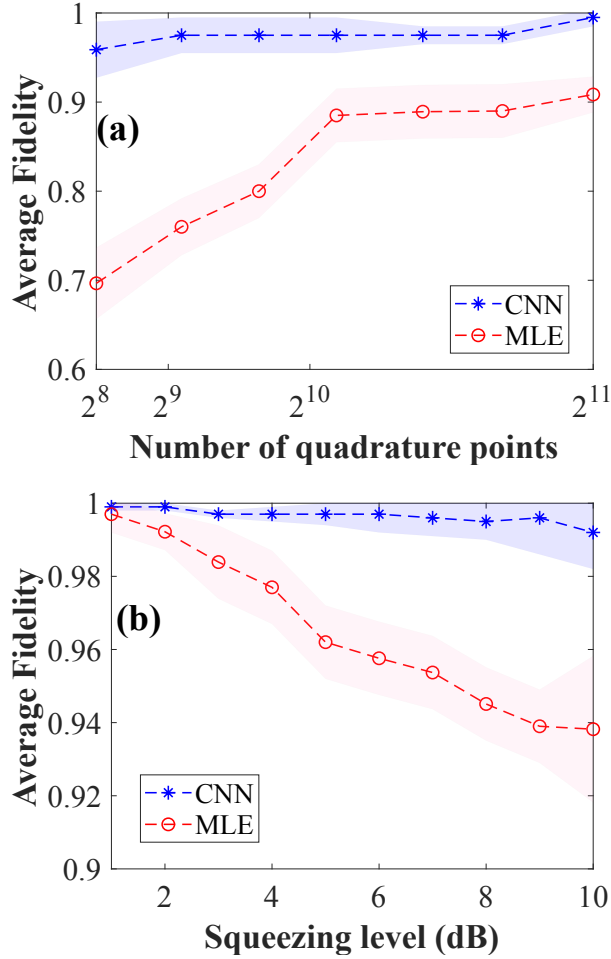 1
0.9
0.8
0.7
0.6
Average Fidelity
(a)
CNN
MLE
2^8 2^9 2^10 2^11
Number of quadrature points
1
0.98
0.96
0.94
0.92
0.9
Average Fidelity
(b)
CNN
MLE
2 4 6 8 10
Squeezing level (dB)